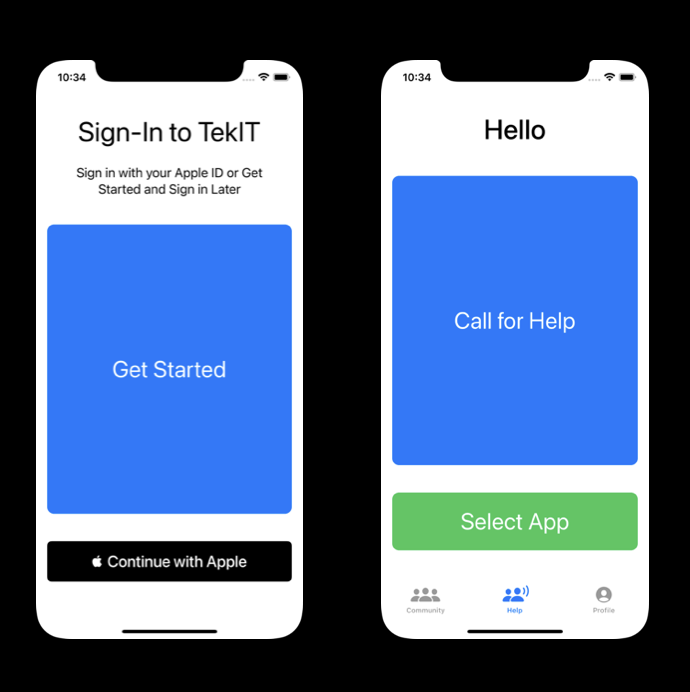 10:34
Sign-In to TekIT
Sign in with your Apple ID or Get
Started and Sign in Later
Get Started
Continue with Apple
10:34
Hello
Call for Help
Select App
Community
Help
Profile